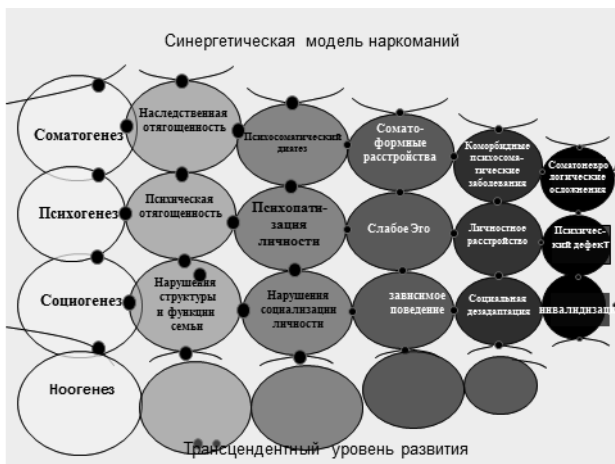 Синергетическая модель наркоманий
Соматогенез
Наследственная
отягощенность
Психосоматический
диатез
Сомато-
формные
расстройства
Коморбидные
психосома-
тические
заболевания
Соматоневро
логические
осложнения
Психогенез
Психическая
отягощенность
Психопати-
зация
личности
Слабое Эго
Личностное
расстройство
Психичес-
кий дефект
Социогенез
Нарушения
структуры
и функции
семьи
Нарушения
социализации
личности
зависимое
поведение
Социальная
дезадаптация
инвалидизац
Ноогенез
Трансцендентный уровень развития